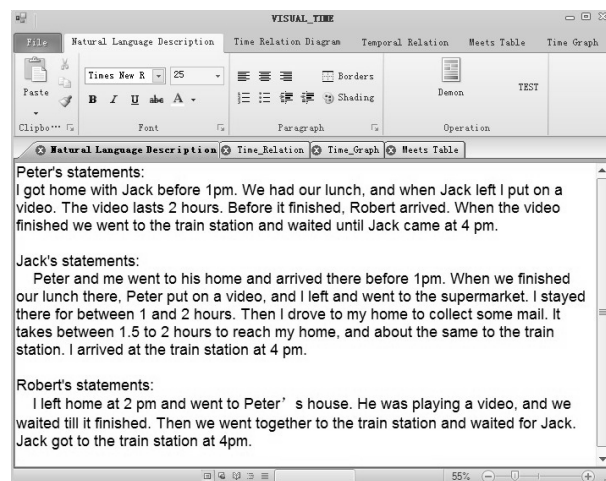 VISUAL_TIME
File Natural Language Description Time Relation Diagram Temporal Relation Meets Table Time Graph
Times New R 25 Borders
Paste B I U abc A Shading Demon TEST
Clipbo··· Font Paragraph Operation
Natural Language Description Time_Relation Time_Graph Meets Table
Peter's statements:
I got home with Jack before 1pm. We had our lunch, and when Jack left I put on a
video. The video lasts 2 hours. Before it finished, Robert arrived. When the video
finished we went to the train station and waited until Jack came at 4 pm.
Jack's statements:
Peter and me went to his home and arrived there before 1pm. When we finished
our lunch there, Peter put on a video, and I left and went to the supermarket. I stayed
there for between 1 and 2 hours. Then I drove to my home to collect some mail. It
takes between 1.5 to 2 hours to reach my home, and about the same to the train
station. I arrived at the train station at 4 pm.
Robert's statements:
I left home at 2 pm and went to Peter’ s house. He was playing a video, and we
waited till it finished. Then we went together to the train station and waited for Jack.
Jack got to the train station at 4pm.
55%